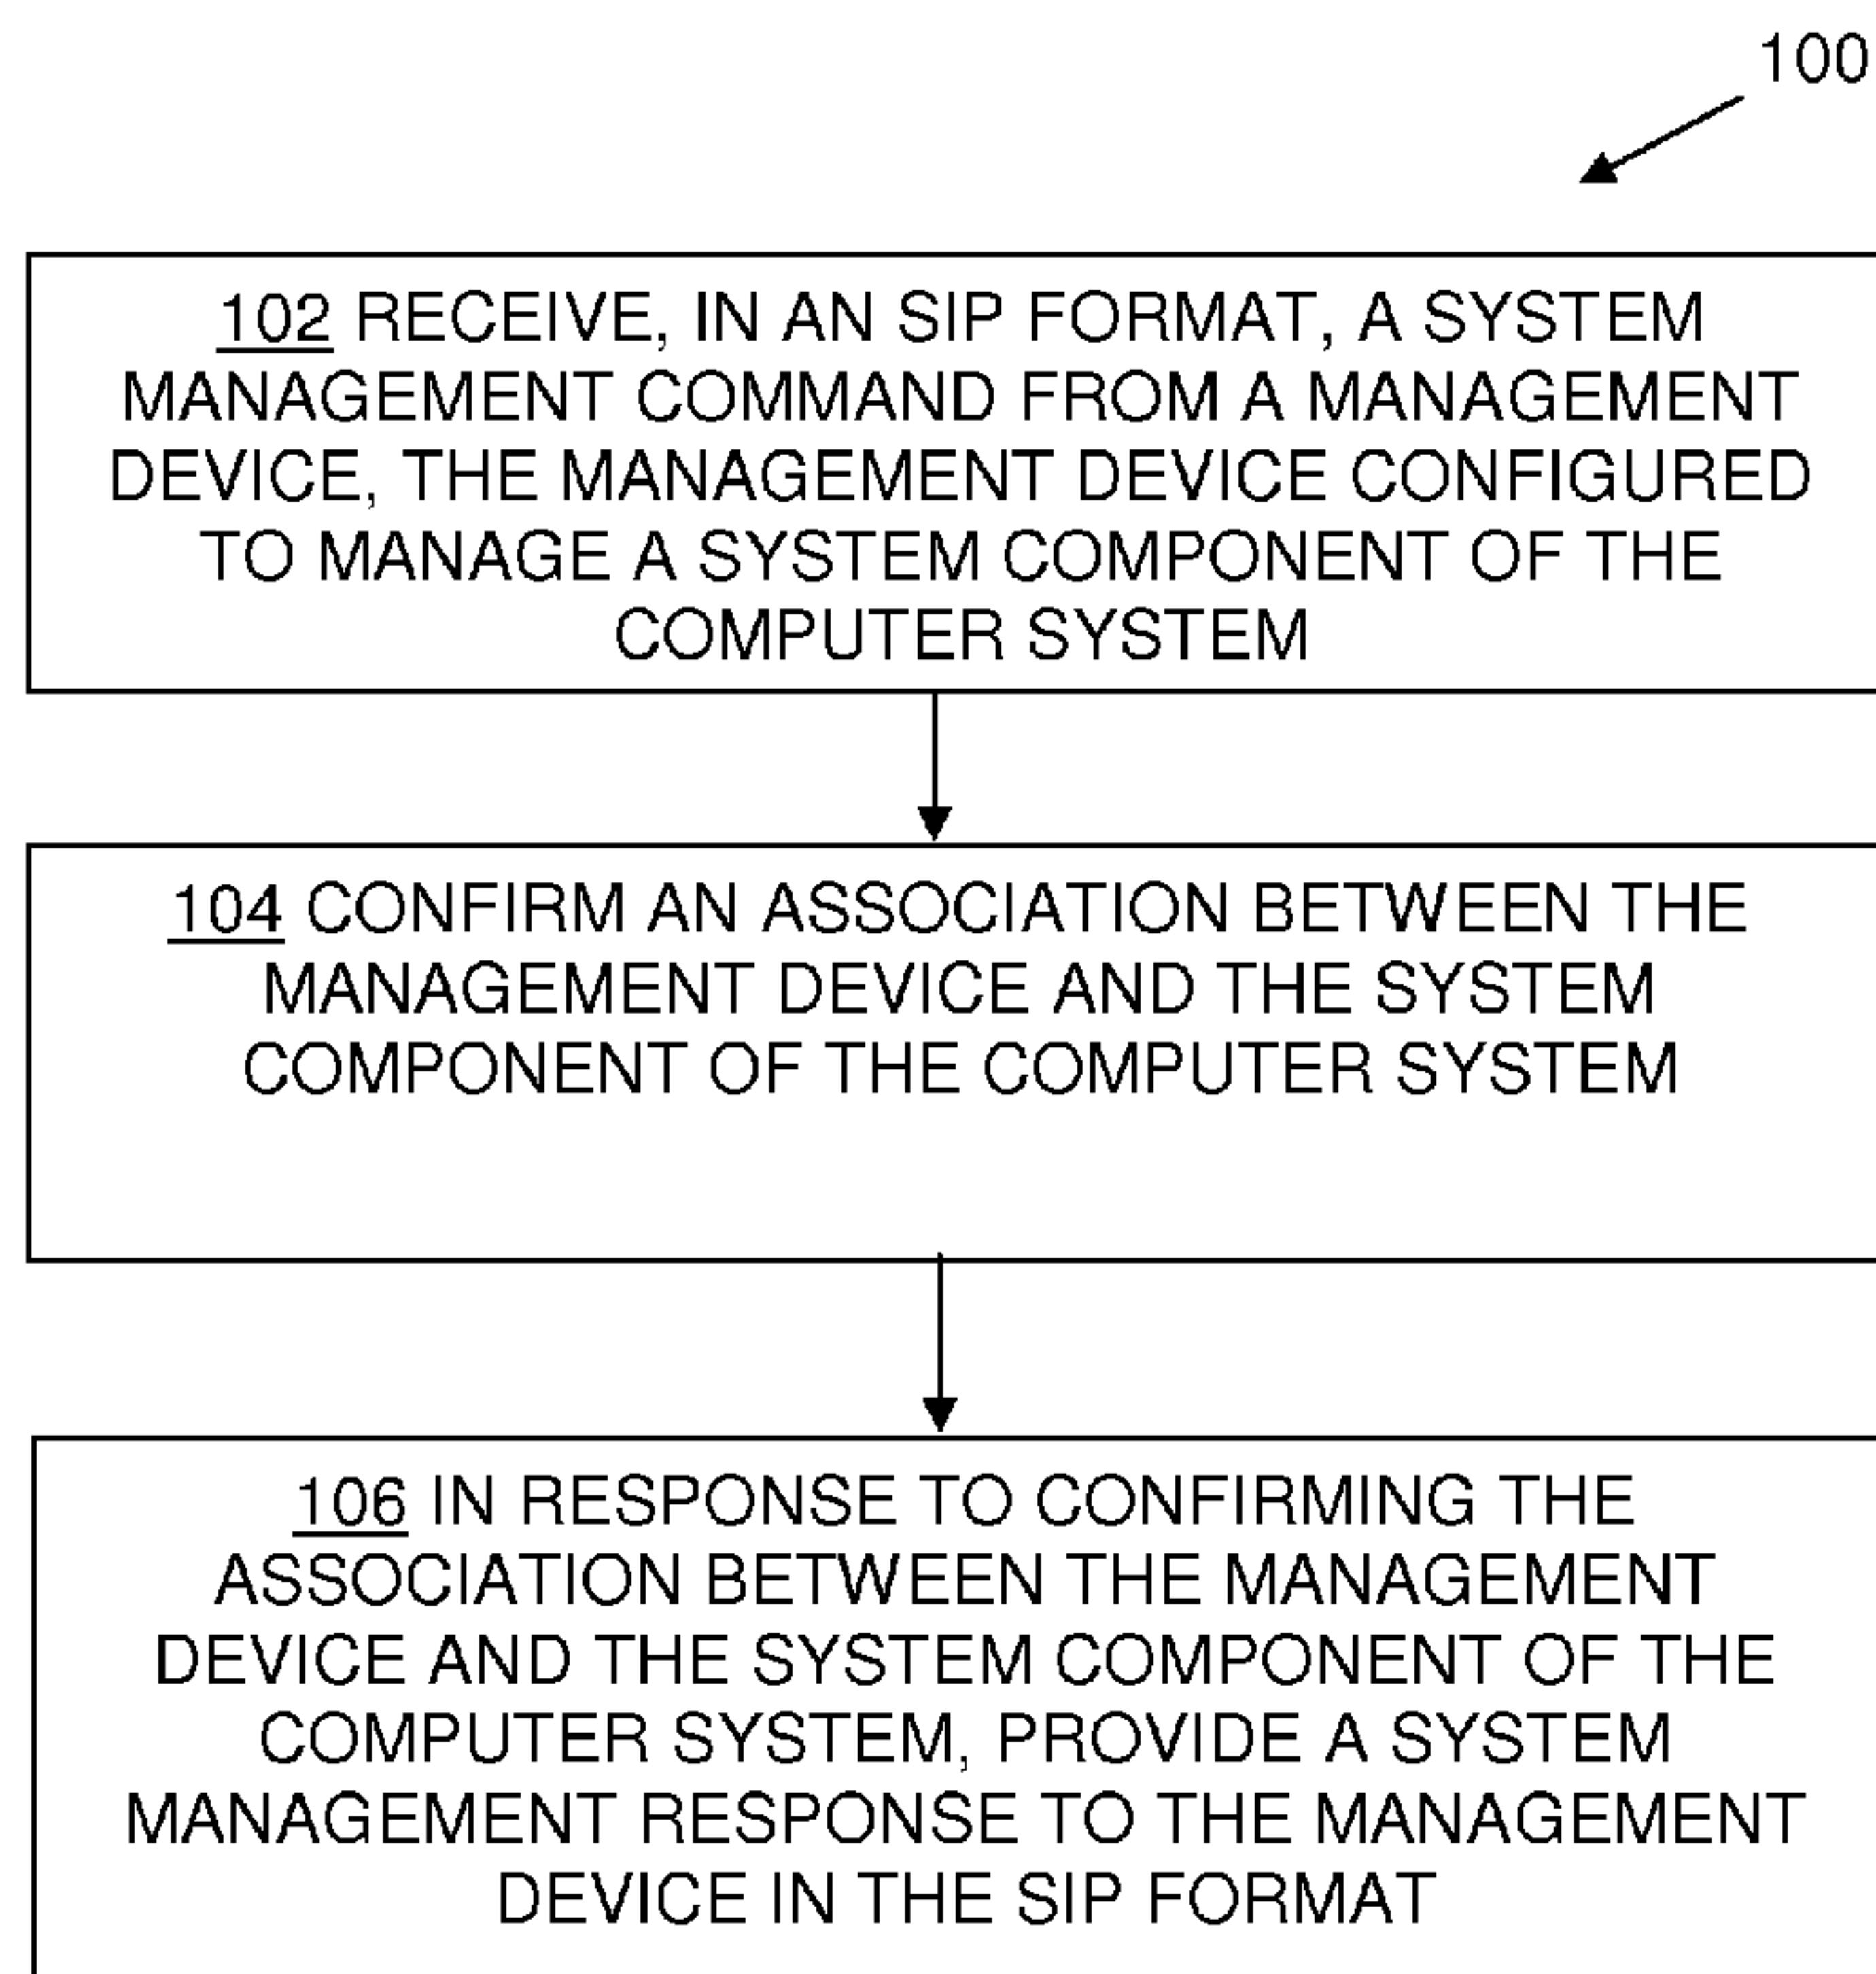 100
102 RECEIVE, IN AN SIP FORMAT, A SYSTEM
MANAGEMENT COMMAND FROM A MANAGEMENT
DEVICE, THE MANAGEMENT DEVICE CONFIGURED
TO MANAGE A SYSTEM COMPONENT OF THE
COMPUTER SYSTEM
104 CONFIRM AN ASSOCIATION BETWEEN THE
MANAGEMENT DEVICE AND THE SYSTEM
COMPONENT OF THE COMPUTER SYSTEM
106 IN RESPONSE TO CONFIRMING THE
ASSOCIATION BETWEEN THE MANAGEMENT
DEVICE AND THE SYSTEM COMPONENT OF THE
COMPUTER SYSTEM, PROVIDE A SYSTEM
MANAGEMENT RESPONSE TO THE MANAGEMENT
DEVICE IN THE SIP FORMAT